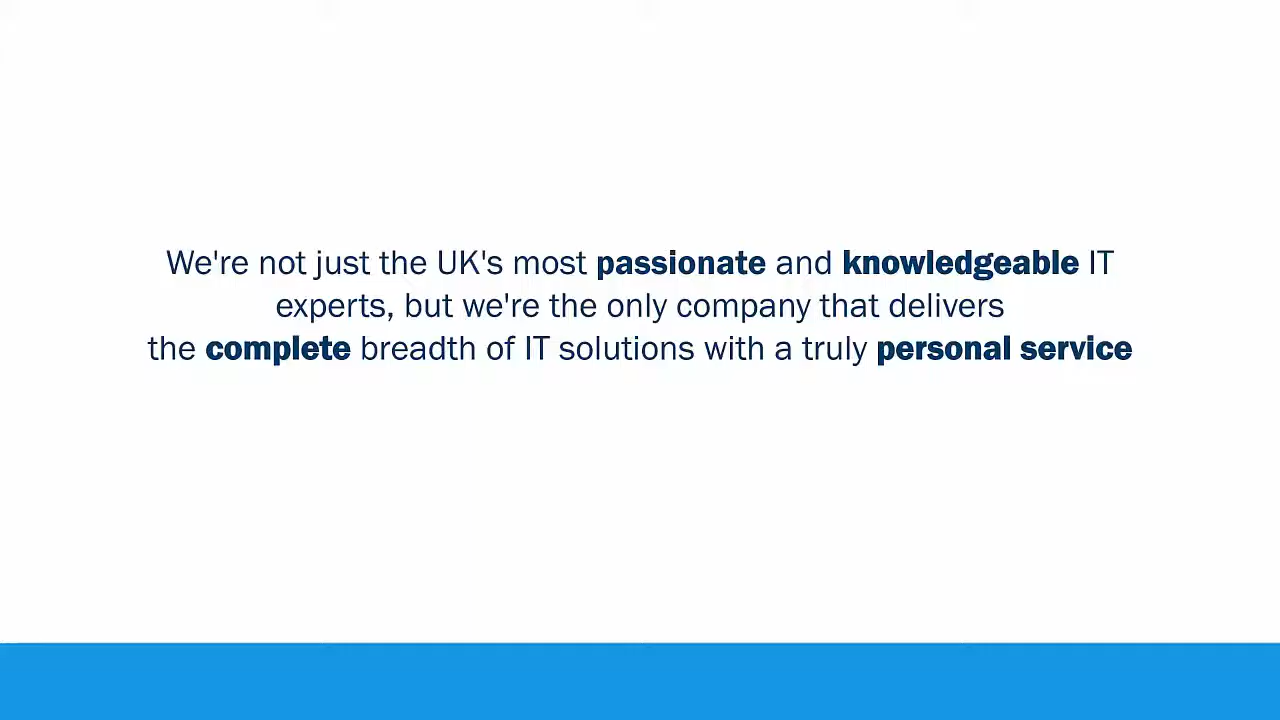 We're not just the UK's most passionate and knowledgeable IT
experts, but we're the only company that delivers
the complete breadth of IT solutions with a truly personal service